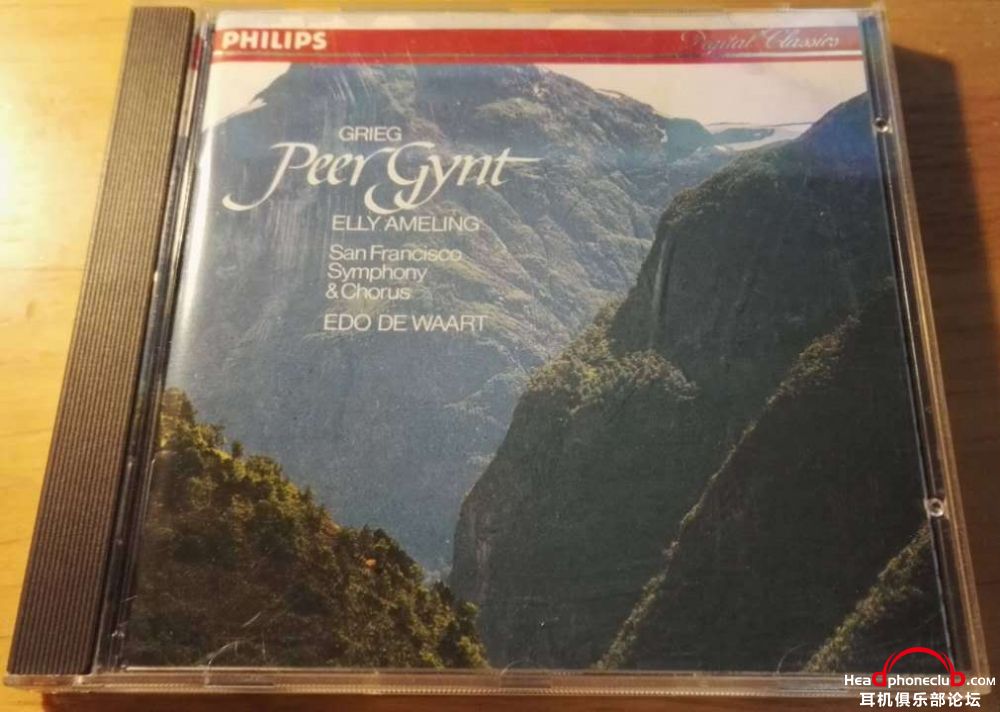 PHILIPS
Digital Classics
GRIEG
Peer Gynt
ELLY AMELING
San Francisco
Symphony
& Chorus
EDO DE WAART
Headphoneclub.com
耳机俱乐部论坛